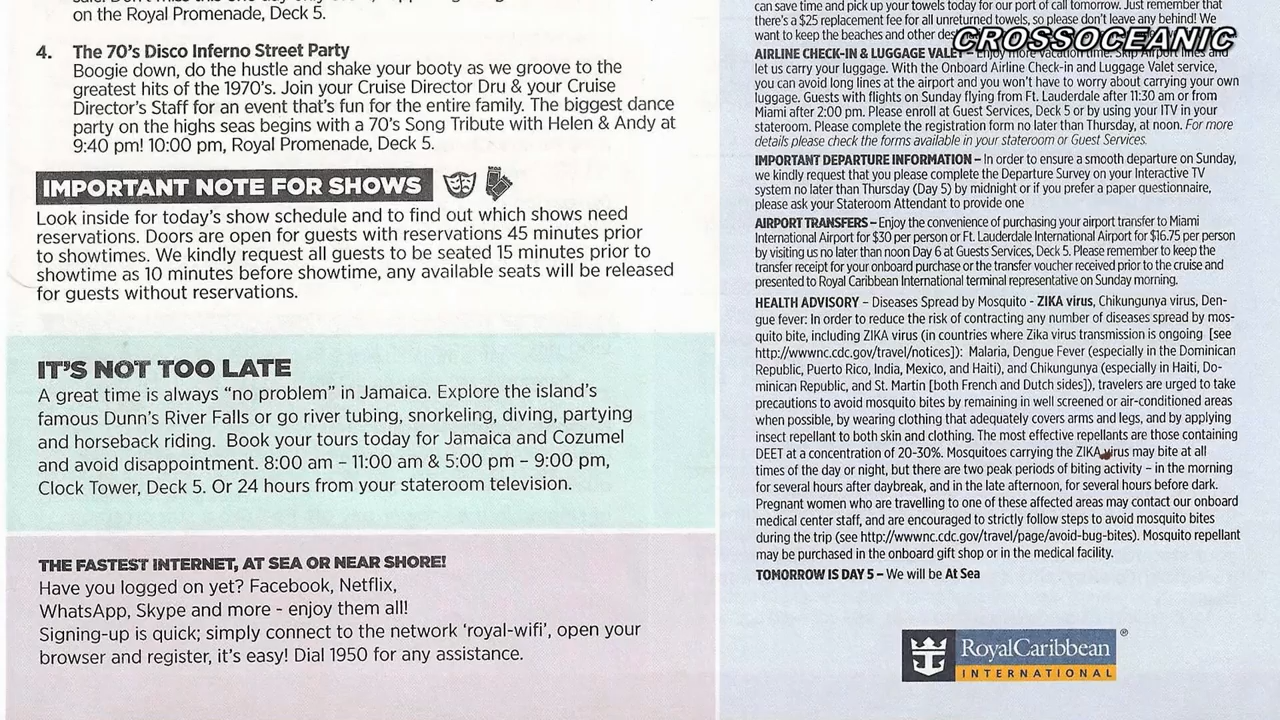 on the Royal Promenade, Deck 5.
4. The 70's Disco Inferno Street Party
Boogie down, do the hustle and shake your booty as we groove to the
greatest hits of the 1970's. Join your Cruise Director Dru & your Cruise
Director's Staff for an event that's fun for the entire family. The biggest dance
party on the highs seas begins with a 70's Song Tribute with Helen & Andy at
9:40 pm! 10:00 pm, Royal Promenade, Deck 5.
IMPORTANT NOTE FOR SHOWS
Look inside for today's show schedule and to find out which shows need
reservations. Doors are open for guests with reservations 45 minutes prior
to showtimes. We kindly request all guests to be seated 15 minutes prior to
showtime as 10 minutes before showtime, any available seats will be released
for guests without reservations.
IT'S NOT TOO LATE
A great time is always "no problem" in Jamaica. Explore the island's
famous Dunn's River Falls or go river tubing, snorkeling, diving, partying
and horseback riding. Book your tours today for Jamaica and Cozumel
and avoid disappointment. 8:00 am – 11:00 am & 5:00 pm – 9:00 pm,
Clock Tower, Deck 5. Or 24 hours from your stateroom television.
THE FASTEST INTERNET, AT SEA OR NEAR SHORE!
Have you logged on yet? Facebook, Netflix,
WhatsApp, Skype and more - enjoy them all!
Signing-up is quick; simply connect to the network 'royal-wifi', open your
browser and register, it's easy! Dial 1950 for any assistance.
can save time and pick up your towels today for our port of call tomorrow. Just remember that
there's a $25 replacement fee for all unreturned towels, so please don't leave any behind! We
want to keep the beaches and other
CROSSOCEANIC
AIRLINE CHECK-IN & LUGGAGE VALET – Enjoy more vacation time. Skip Airport lines and
let us carry your luggage. With the Onboard Airline Check-in and Luggage Valet service,
you can avoid long lines at the airport and you won't have to worry about carrying your own
luggage. Guests with flights on Sunday flying from Ft. Lauderdale after 11:30 am or from
Miami after 2:00 pm. Please enroll at Guest Services, Deck 5 or by using your ITV in your
stateroom. Please complete the registration form no later than Thursday, at noon. For more
details please check the forms available in your stateroom or Guest Services.
IMPORTANT DEPARTURE INFORMATION – In order to ensure a smooth departure on Sunday,
we kindly request that you please complete the Departure Survey on your Interactive TV
system no later than Thursday (Day 5) by midnight or if you prefer a paper questionnaire,
please ask your Stateroom Attendant to provide one
AIRPORT TRANSFERS – Enjoy the convenience of purchasing your airport transfer to Miami
International Airport for $30 per person or Ft. Lauderdale International Airport for $16.75 per person
by visiting us no later than noon Day 6 at Guests Services, Deck 5. Please remember to keep the
transfer receipt for your onboard purchase or the transfer voucher received prior to the cruise and
presented to Royal Caribbean International terminal representative on Sunday morning.
HEALTH ADVISORY – Diseases Spread by Mosquito - ZIKA virus, Chikungunya virus, Den-
gue fever: In order to reduce the risk of contracting any number of diseases spread by mos-
quito bite, including ZIKA virus (in countries where Zika virus transmission is ongoing [see
http://wwwnc.cdc.gov/travel/notices]): Malaria, Dengue Fever (especially in the Dominican
Republic, Puerto Rico, India, Mexico, and Haiti), and Chikungunya (especially in Haiti, Do-
minican Republic, and St. Martin [both French and Dutch sides]), travelers are urged to take
precautions to avoid mosquito bites by remaining in well screened or air-conditioned areas
when possible, by wearing clothing that adequately covers arms and legs, and by applying
insect repellant to both skin and clothing. The most effective repellants are those containing
DEET at a concentration of 20-30%. Mosquitoes carrying the ZIKA virus may bite at all
times of the day or night, but there are two peak periods of biting activity – in the morning
for several hours after daybreak, and in the late afternoon, for several hours before dark.
Pregnant women who are travelling to one of these affected areas may contact our onboard
medical center staff, and are encouraged to strictly follow steps to avoid mosquito bites
during the trip (see http://wwwnc.cdc.gov/travel/page/avoid-bug-bites). Mosquito repellant
may be purchased in the onboard gift shop or in the medical facility.
TOMORROW IS DAY 5 – We will be At Sea
RoyalCaribbean ®
INTERNATIONAL